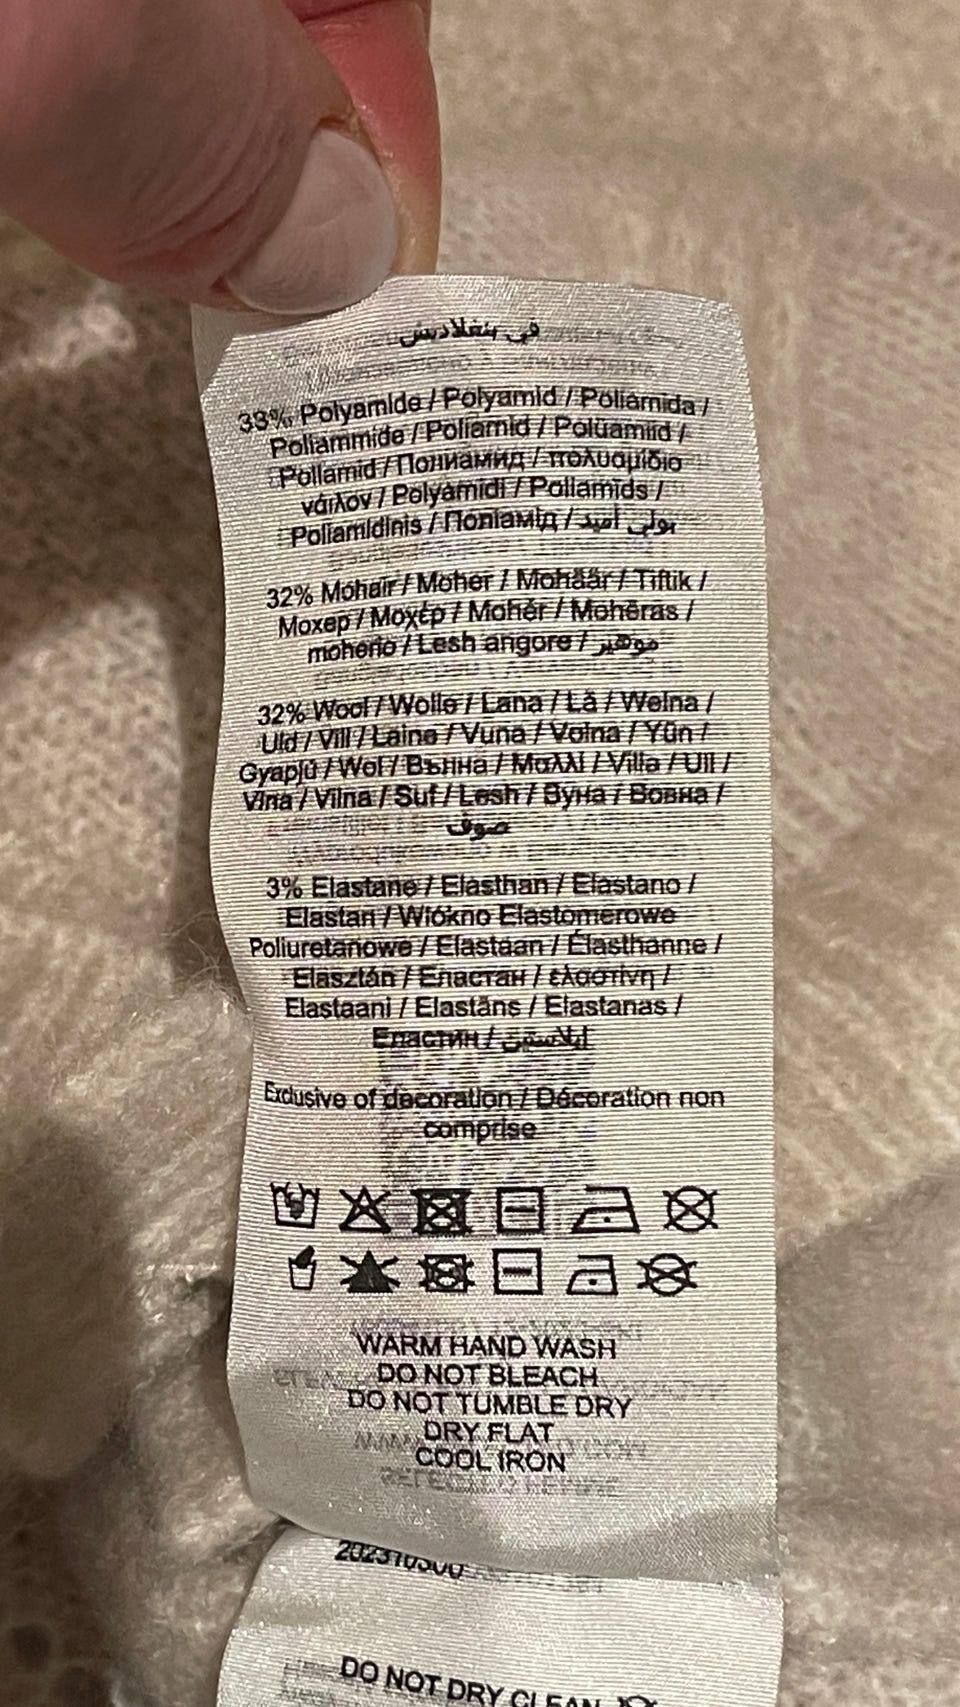 في بنغلاديش
33% Polyamide / Polyamid / Poliamida /
Poliammide / Poliamid / Polüamiid /
Poliamid / Полиамид / πολυαμίδιο
νάιλον / Polyamidi / Poliamīds /
Poliamidinis / Поліамід / بولي أميد
32% Mohair / Moher / Mohäär / Tiftik /
Мохер / Μοχέρ / Mohér / Mohēras /
moherio / Lesh angore / موهير
32% Wool / Wolle / Lana / Lã / Wełna /
Uld / Vill / Laine / Vuna / Volna / Yün /
Gyapjú / Wol / Вълна / Μαλλί / Villa / Ull /
Vlna / Vilna / Suf / Lesh / Вуна / Вовна /
صوف
3% Elastane / Elasthan / Elastano /
Elastan / Włókno Elastomerowe
Poliuretanowe / Elastaan / Élasthanne /
Elasztán / Еластан / ελαστίνη /
Elastaani / Elastāns / Elastanas /
Еластин / ايلاستين
Exclusive of decoration / Décoration non
comprise
WARM HAND WASH
DO NOT BLEACH
DO NOT TUMBLE DRY
DRY FLAT
COOL IRON
202310300
DO NOT DRY CLEAN